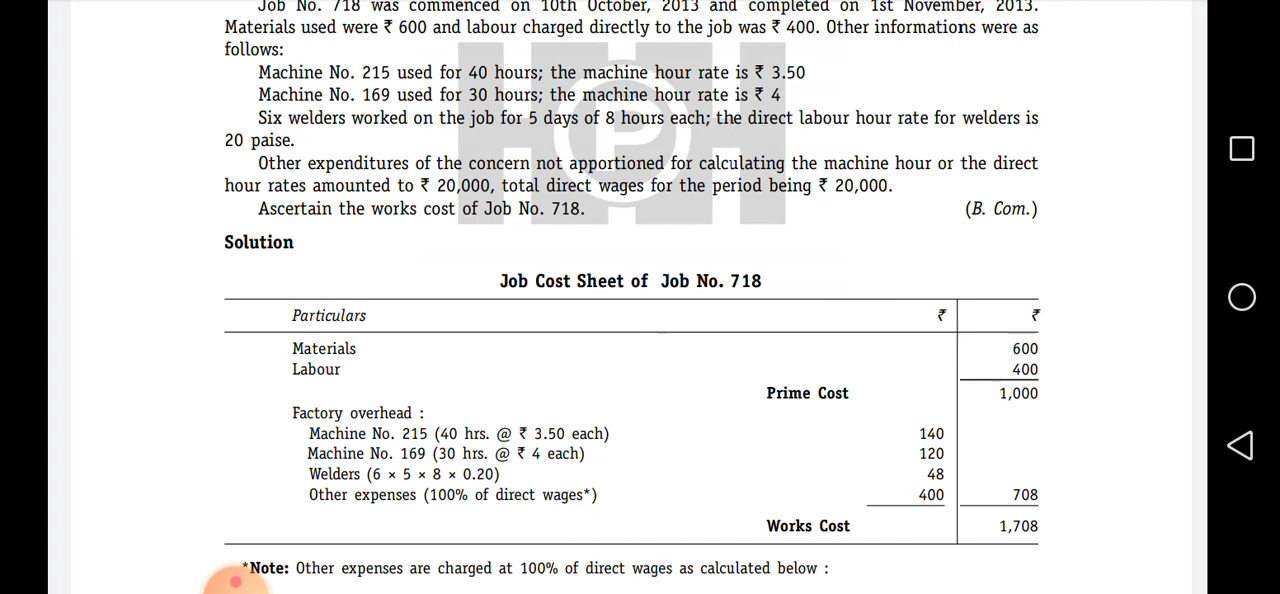 Job No. 718 was commenced on 10th October, 2013 and completed on 1st November, 2013.
Materials used were ₹ 600 and labour charged directly to the job was ₹ 400. Other informations were as
follows:
Machine No. 215 used for 40 hours; the machine hour rate is ₹ 3.50
Machine No. 169 used for 30 hours; the machine hour rate is ₹ 4
Six welders worked on the job for 5 days of 8 hours each; the direct labour hour rate for welders is
20 paise.
Other expenditures of the concern not apportioned for calculating the machine hour or the direct
hour rates amounted to ₹ 20,000, total direct wages for the period being ₹ 20,000.
Ascertain the works cost of Job No. 718. (B. Com.)
Solution
Job Cost Sheet of Job No. 718
Particulars ₹ ₹
Materials 600
Labour 400
Prime Cost 1,000
Factory overhead :
Machine No. 215 (40 hrs. @ ₹ 3.50 each) 140
Machine No. 169 (30 hrs. @ ₹ 4 each) 120
Welders (6 × 5 × 8 × 0.20) 48
Other expenses (100% of direct wages*) 400 708
Works Cost 1,708
*Note: Other expenses are charged at 100% of direct wages as calculated below :